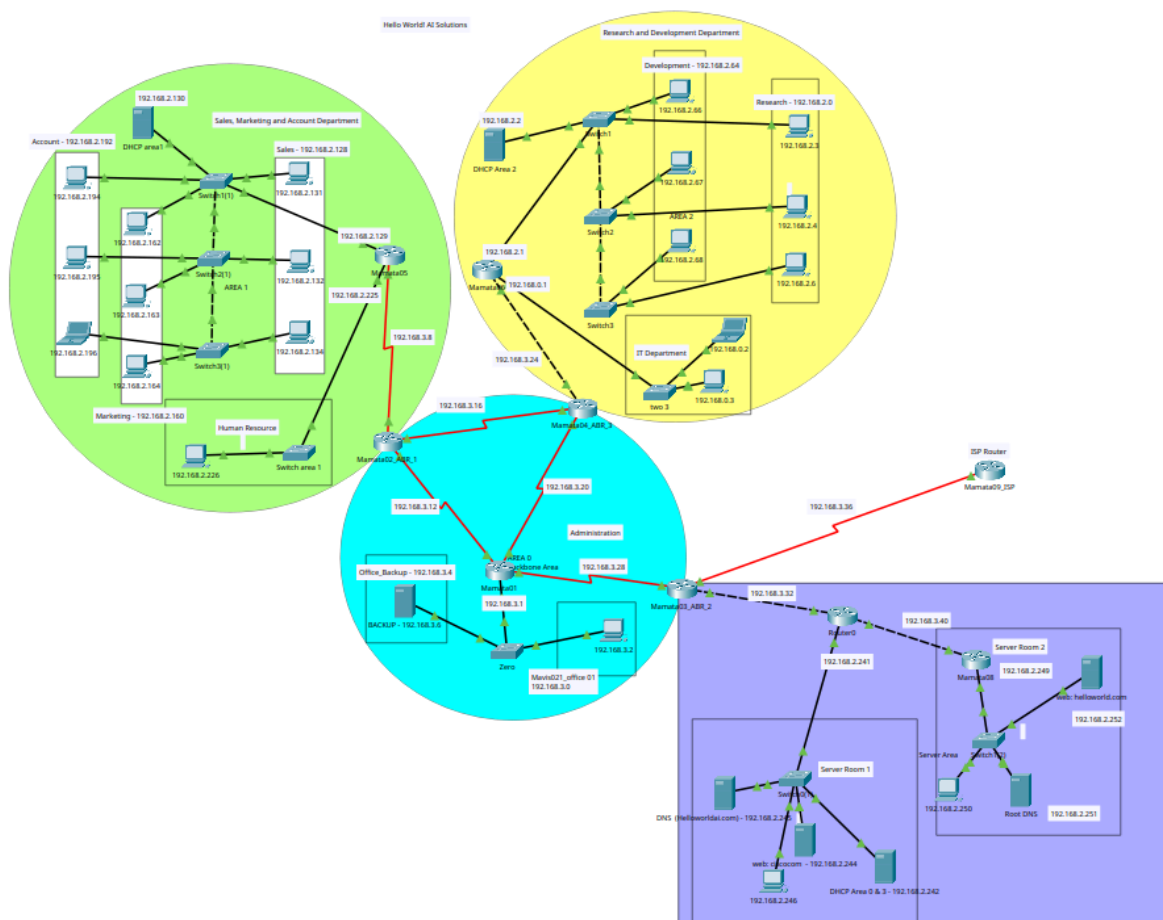 Hello World! AI Solutions
192.168.2.130
DHCP area1
Sales, Marketing and Account Department
Account - 192.168.2.192
Sales - 192.168.2.128
192.168.2.194
Switch1(1)
192.168.2.131
192.168.2.162
192.168.2.129
Mamata05
192.168.2.195
Switch2(1)
192.168.2.132
AREA 1
192.168.2.163
192.168.2.225
192.168.2.196
Switch3(1)
192.168.2.134
192.168.2.164
192.168.3.8
Marketing - 192.168.2.160
Human Resource
Switch area 1
192.168.2.226
Research and Development Department
Development - 192.168.2.64
192.168.2.66
Research - 192.168.2.0
192.168.2.2
DHCP Area 2
Switch1
192.168.2.3
192.168.2.67
Switch2
AREA 2
192.168.2.4
192.168.2.1
192.168.2.68
192.168.0.1
192.168.2.6
Switch3
IT Department
192.168.0.2
192.168.0.3
two 3
192.168.3.24
192.168.3.16
Mamata04_ABR_3
Mamata02_ABR_1
192.168.3.12
192.168.3.20
Administration
AREA 0
Backbone Area
Mamata01
192.168.3.28
Office_Backup - 192.168.3.4
BACKUP - 192.168.3.6
192.168.3.1
192.168.3.2
Zero
Mavis021_office 01
192.168.3.0
ISP Router
Mamata09_ISP
192.168.3.36
Mamata03_ABR_2
192.168.3.32
Router0
192.168.3.40
192.168.2.241
Server Room 2
Mamata08
192.168.2.249
web: helloworld.com
192.168.2.252
Server Area
192.168.2.250
Root DNS
192.168.2.251
Server Room 1
DNS (Helloworldai.com) - 192.168.2.245
web:
- 192.168.2.244
DHCP Area 0 & 3 - 192.168.2.242
192.168.2.246